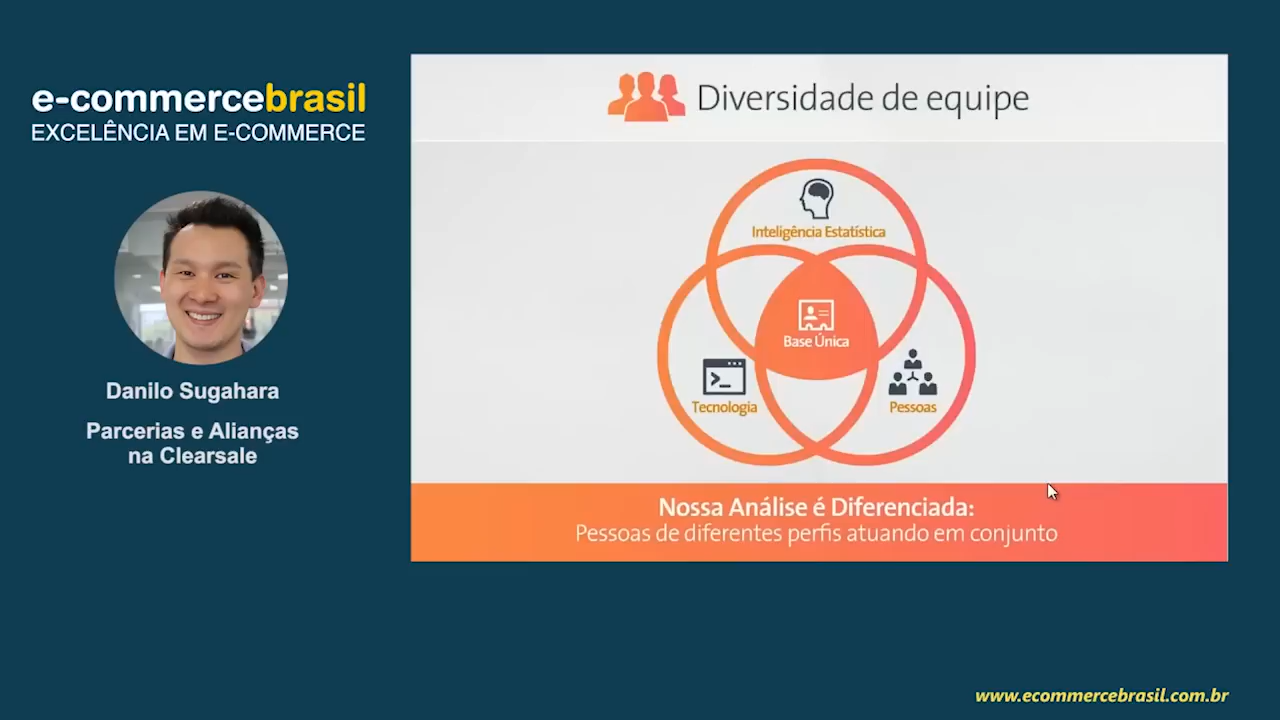 e-commercebrasil
EXCELÊNCIA EM E-COMMERCE
Danilo Sugahara
Parcerias e Alianças
na Clearsale
Diversidade de equipe
Inteligência Estatística
Base Única
Tecnologia
Pessoas
Nossa Análise é Diferenciada:
Pessoas de diferentes perfis atuando em conjunto
www.ecommercebrasil.com.br